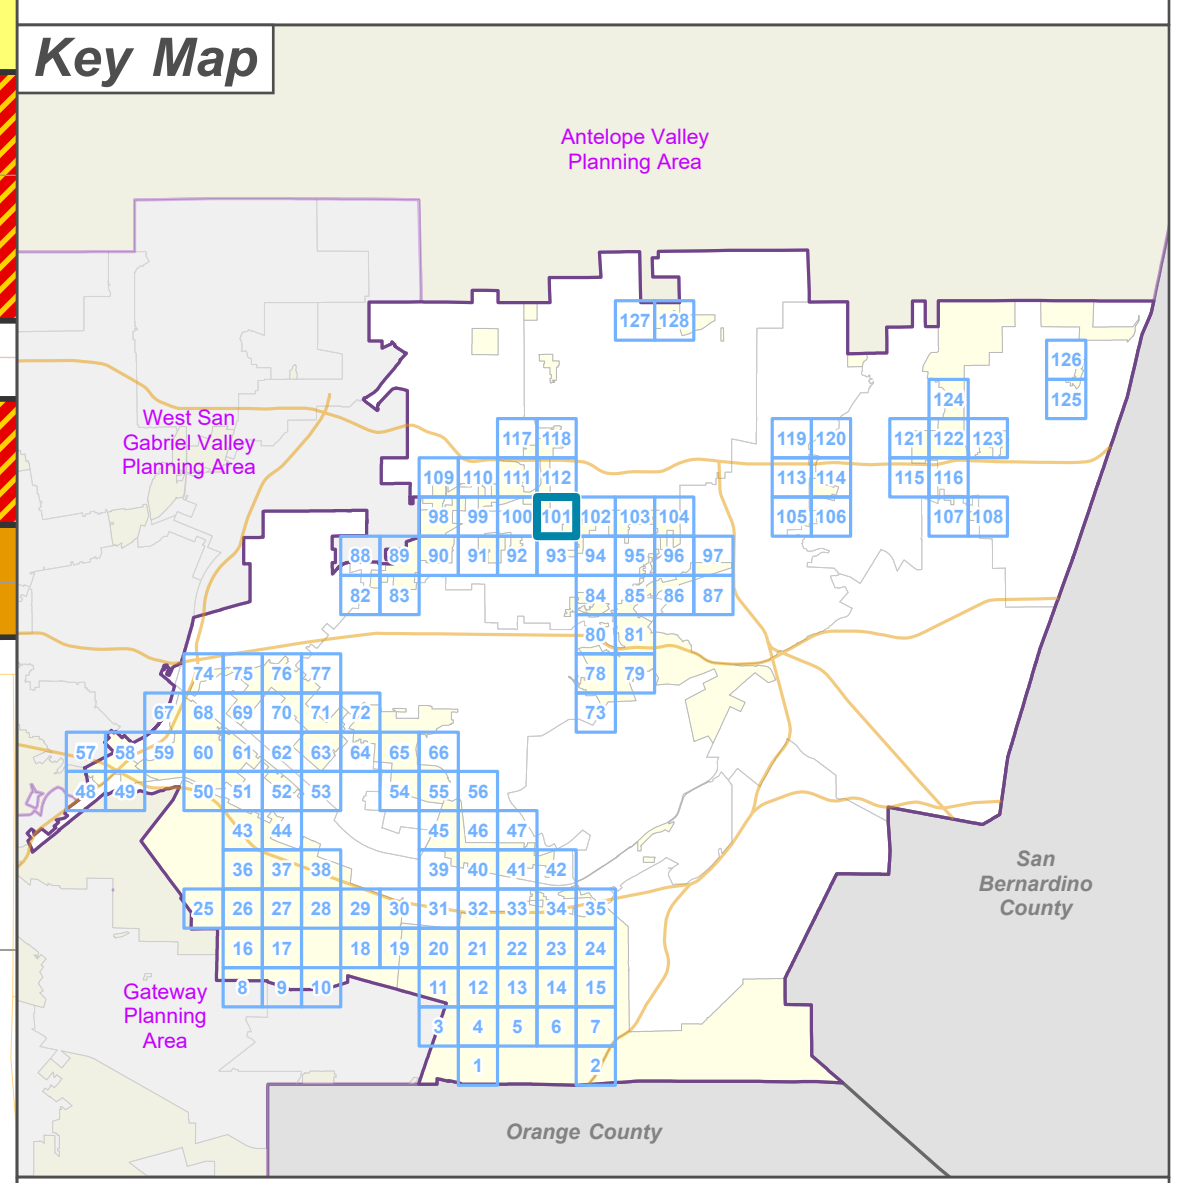 Key Map
Antelope Valley
Planning Area
127 128
126
124 125
West San
Gabriel Valley
Planning Area
117 118 119 120 121 122 123
109 110 111 112 113 114 115 116
98 99 100 101 102 103 104 105 106 107 108
88 89 90 91 92 93 94 95 96 97
82 83 84 85 86 87
80 81
74 75 76 77 78 79
67 68 69 70 71 72 73
57 58 59 60 61 62 63 64 65 66
48 49 50 51 52 53 54 55 56
43 44 45 46 47
36 37 38 39 40 41 42
San
Bernardino
County
25 26 27 28 29 30 31 32 33 34 35
16 17 18 19 20 21 22 23 24
8 9 10 11 12 13 14 15
Gateway
Planning
Area
3 4 5 6 7
1 2
Orange County